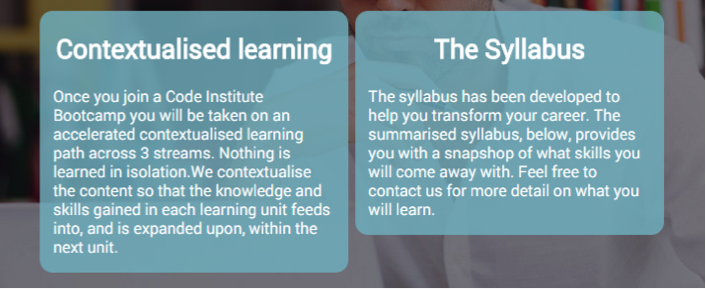 Contextualised learning
Once you join a Code Institute
Bootcamp you will be taken on an
accelerated contextualised learning
path across 3 streams. Nothing is
learned in isolation.We contextualise
the content so that the knowledge and
skills gained in each learning unit feeds
into, and is expanded upon, within the
next unit.
The Syllabus
The syllabus has been developed to
help you transform your career. The
summarised syllabus, below, provides
you with a snapshop of what skills you
will come away with. Feel free to
contact us for more detail on what you
will learn.